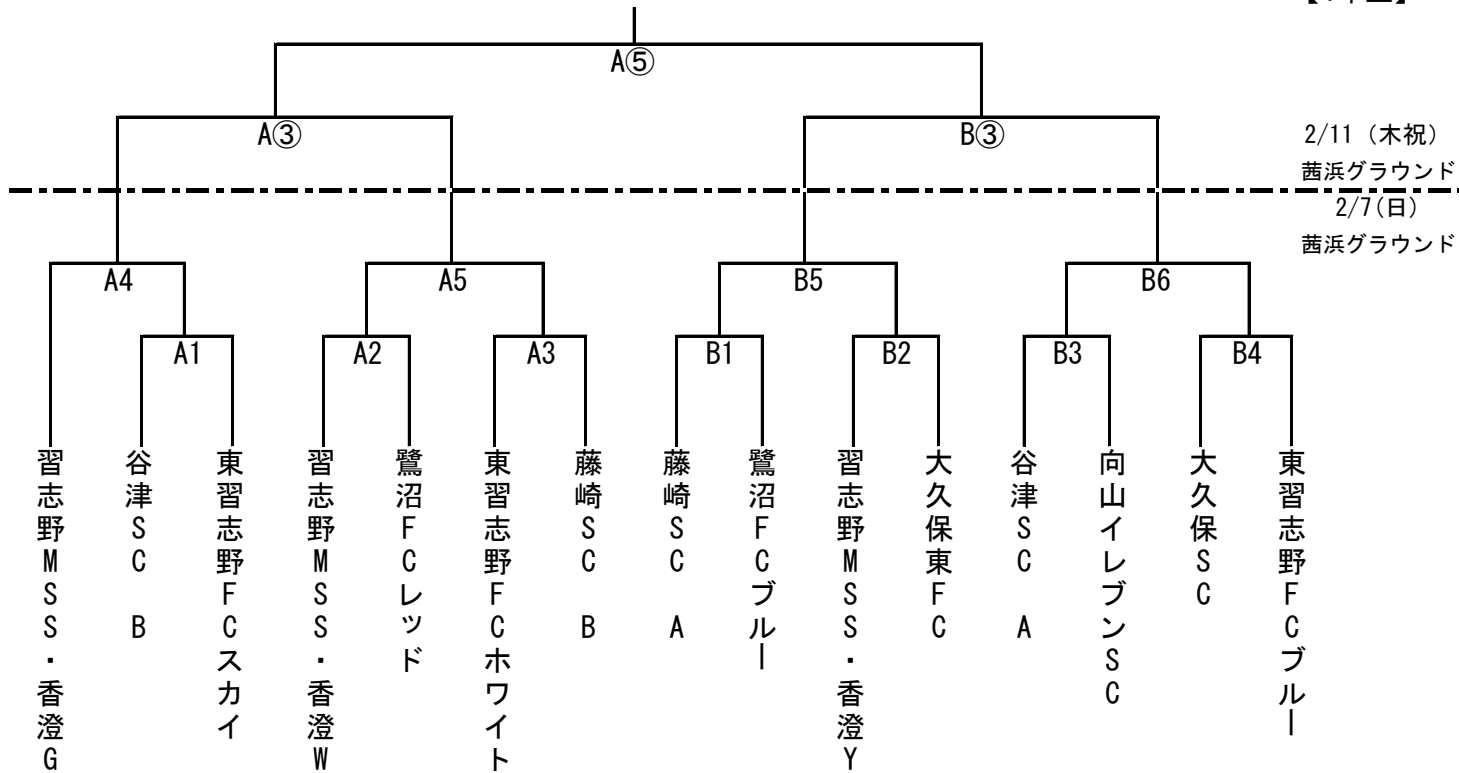 A⑤
A③
B③
2/11 (木祝)
茜浜グラウンド
2/7(日)
茜浜グラウンド
A4
A5
B5
B6
A1
A2
A3
B1
B2
B3
B4
習志野MSS・香澄G
谷津SC B
東習志野FCスカイ
習志野MSS・香澄W
鷺沼FCレッド
東習志野FCホワイト
藤崎SC B
藤崎SC A
鷺沼FCブルー
習志野MSS・香澄Y
大久保東FC
谷津SC A
向山イレブンSC
大久保SC
東習志野FCブルー